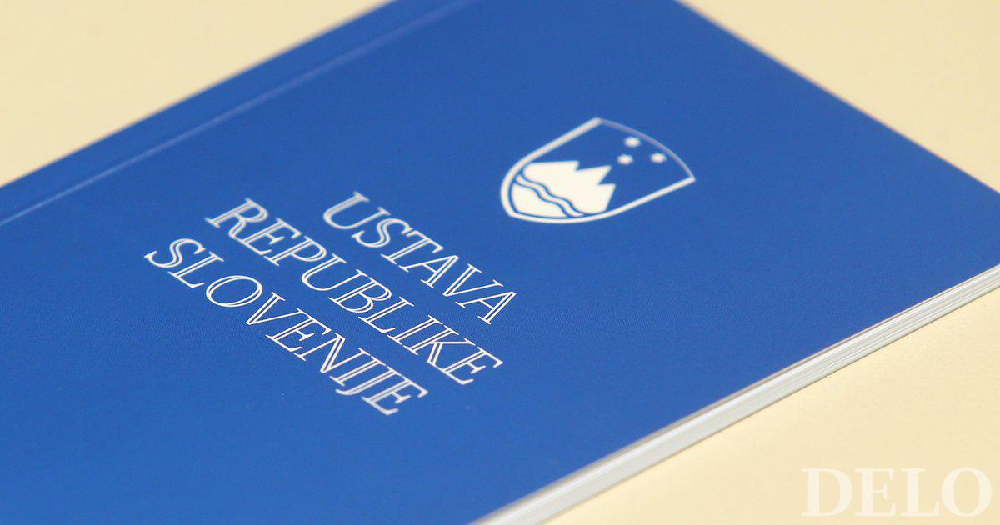 USTAVA
REPUBLIKE
SLOVENIJE
DELO